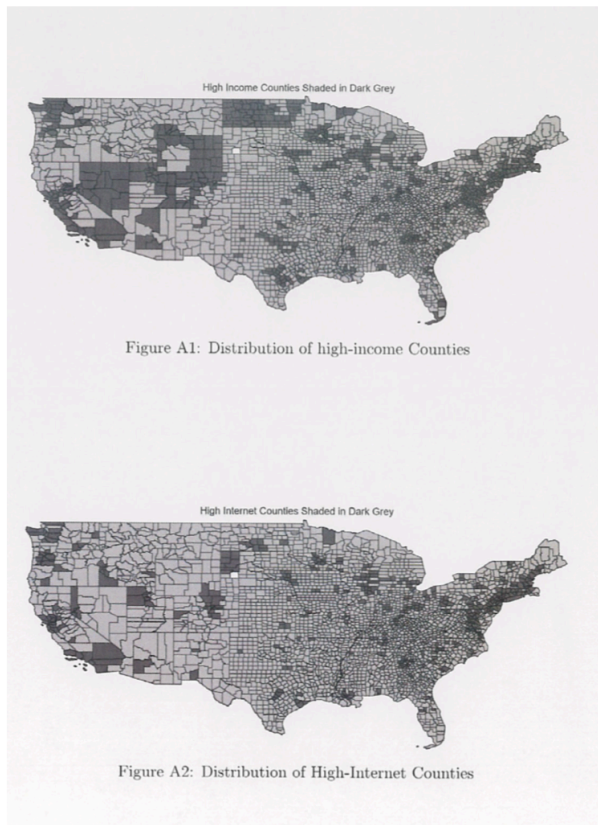 High Income Counties Shaded in Dark Grey
Figure A1: Distribution of high-income Counties
High Internet Counties Shaded in Dark Grey
Figure A2: Distribution of High-Internet Counties